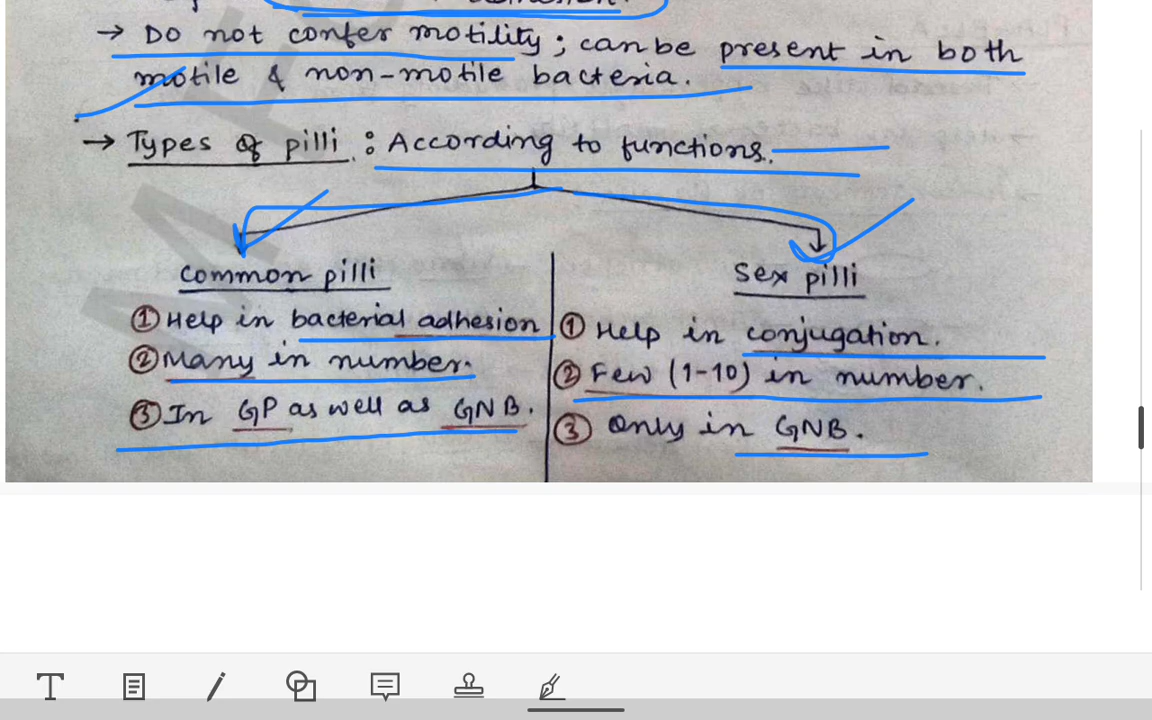 → Do not confer motility; can be present in both
motile & non-motile bacteria.
→ Types of pilli : According to functions.
Common pilli
① Help in bacterial adhesion
② Many in number.
③ In GP as well as GNB.
Sex pilli
① Help in conjugation.
② Few (1-10) in number.
③ Only in GNB.
T